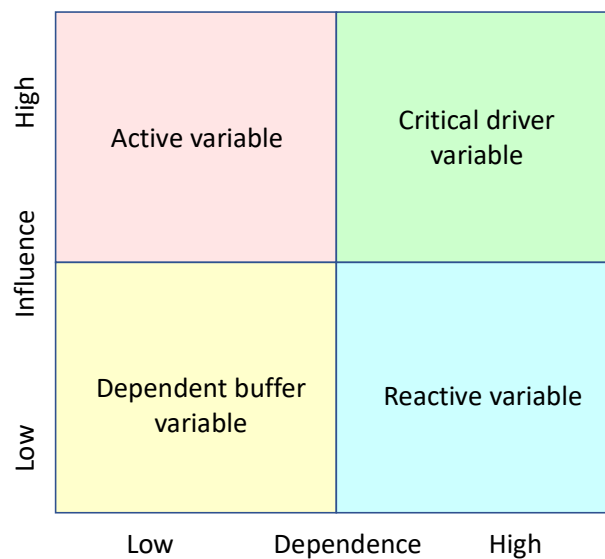 High
Influence
Low
Active variable
Critical driver
variable
Dependent buffer
variable
Reactive variable
Low
Dependence
High